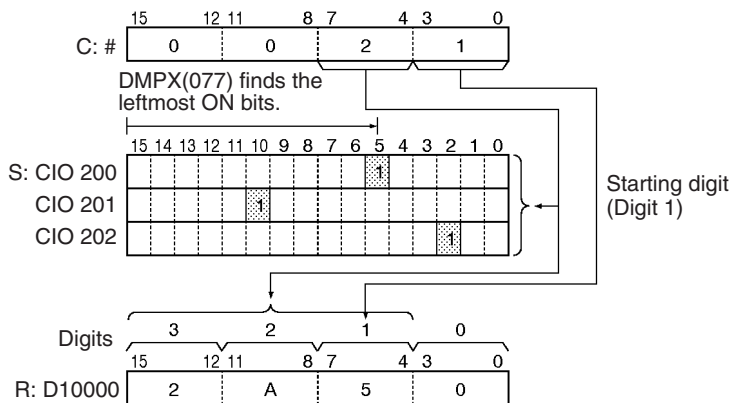 15 12 11 8 7 4 3 0
C: # 0 0 2 1
DMPX(077) finds the
leftmost ON bits.
15 14 13 12 11 10 9 8 7 6 5 4 3 2 1 0
S: CIO 200 1
CIO 201 1
CIO 202 1
Starting digit
(Digit 1)
Digits 3 2 1 0
15 12 11 8 7 4 3 0
R: D10000 2 A 5 0